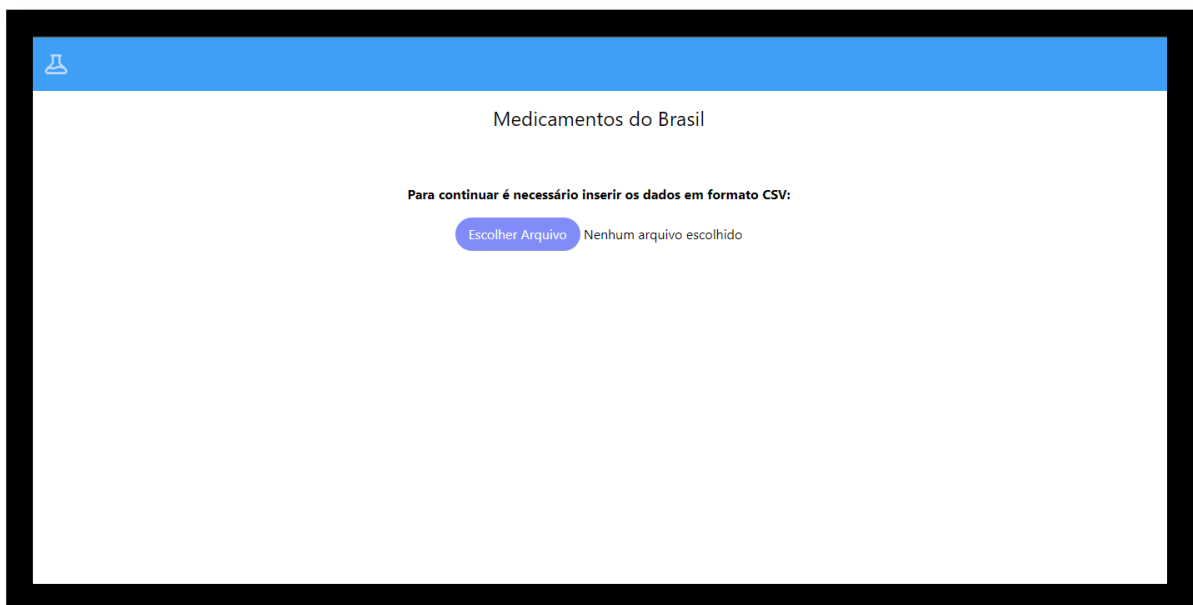 Medicamentos do Brasil
Para continuar é necessário inserir os dados em formato CSV:
Escolher Arquivo Nenhum arquivo escolhido